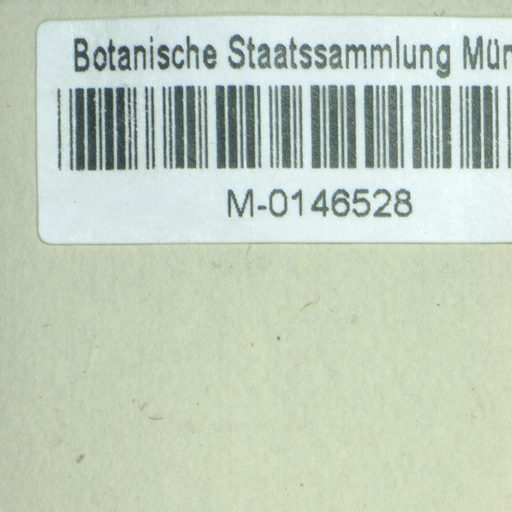 Botanische Staatssammlung Mün
M-0146528